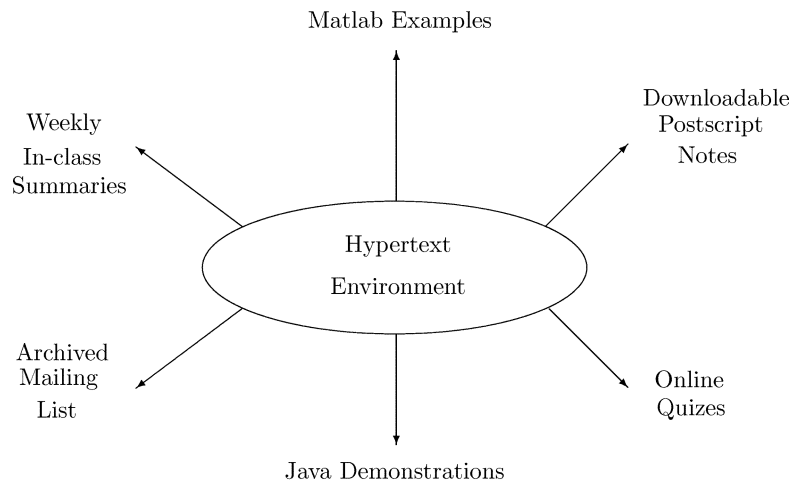 Matlab Examples
Downloadable
Postscript
Notes
Weekly
In-class
Summaries
Hypertext
Environment
Archived
Mailing
List
Online
Quizes
Java Demonstrations